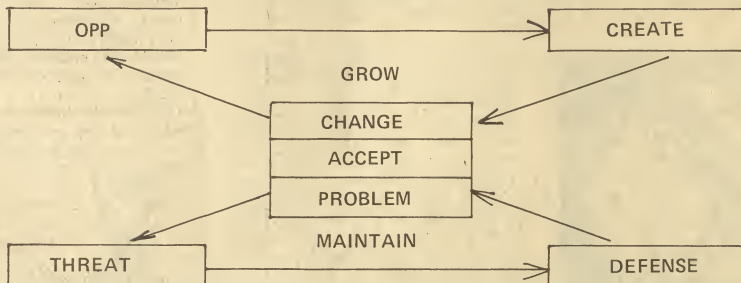 OPP CREATE
GROW
CHANGE
ACCEPT
PROBLEM
MAINTAIN
THREAT DEFENSE